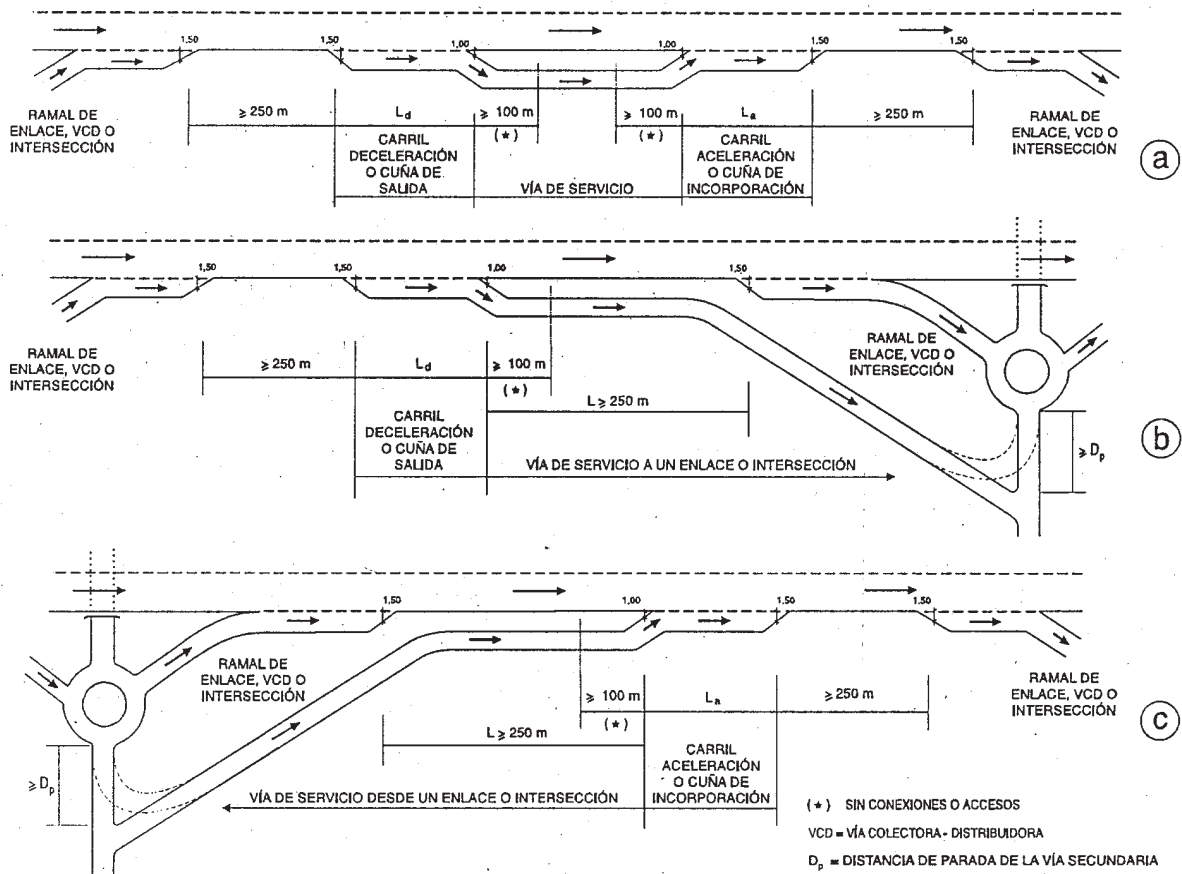 1,50
1,50
1,00
1,00
1,50
1,50
RAMAL DE
ENLACE, VCD O
INTERSECCIÓN
≥ 250 m
L_d
≥ 100 m
(*)
≥ 100 m
(*)
L_a
≥ 250 m
RAMAL DE
ENLACE, VCD O
INTERSECCIÓN
CARRIL
DECELERACIÓN
O CUÑA DE
SALIDA
VÍA DE SERVICIO
CARRIL
ACELERACIÓN
O CUÑA DE
INCORPORACIÓN
a
1,50
1,50
1,00
1,50
RAMAL DE
ENLACE, VCD O
INTERSECCIÓN
RAMAL DE
ENLACE, VCD O
INTERSECCIÓN
≥ 250 m
L_d
≥ 100 m
(*)
L ≥ 250 m
CARRIL
DECELERACIÓN
O CUÑA DE
SALIDA
VÍA DE SERVICIO A UN ENLACE O INTERSECCIÓN
≥ D_p
b
1,50
1,00
1,50
1,50
RAMAL DE
ENLACE, VCD O
INTERSECCIÓN
RAMAL DE
ENLACE, VCD O
INTERSECCIÓN
≥ 100 m
(*)
L_a
≥ 250 m
L ≥ 250 m
≥ D_p
CARRIL
ACELERACIÓN
O CUÑA DE
INCORPORACIÓN
VÍA DE SERVICIO DESDE UN ENLACE O INTERSECCIÓN
c
(*) SIN CONEXIONES O ACCESOS
VCD = VÍA COLECTORA - DISTRIBUIDORA
D_p = DISTANCIA DE PARADA DE LA VÍA SECUNDARIA